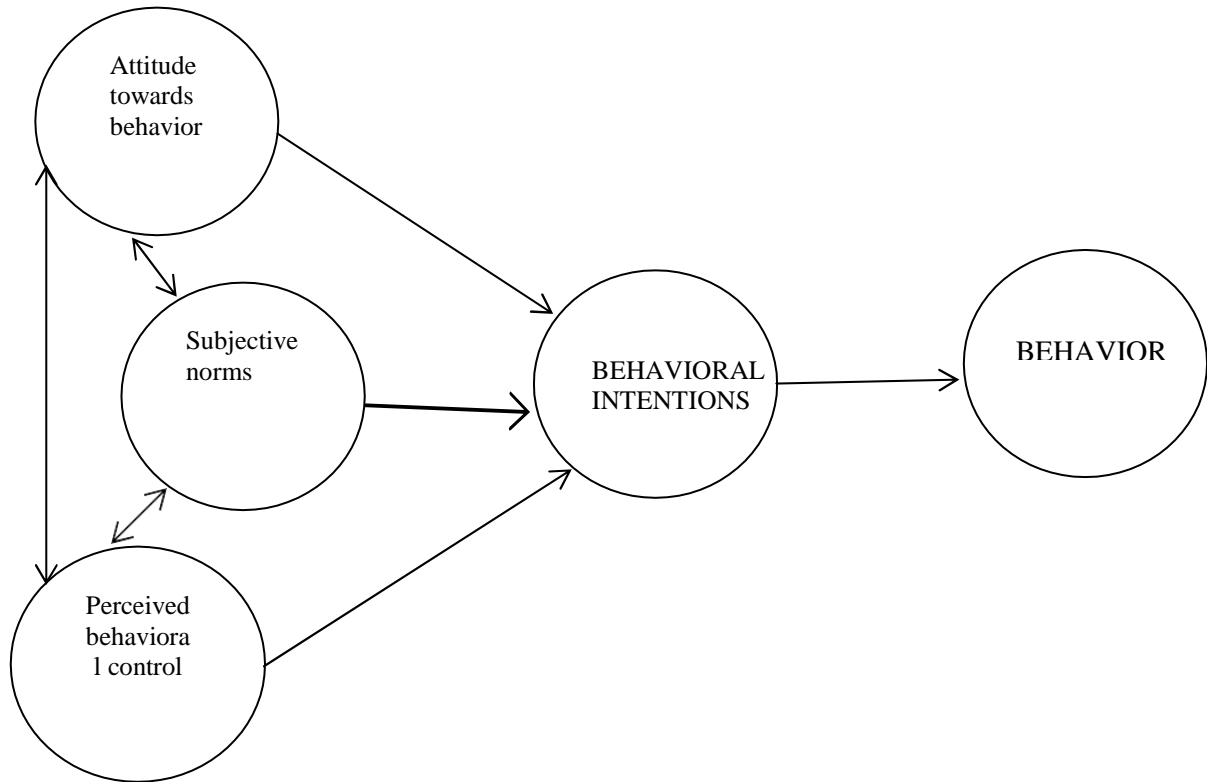 Attitude
towards
behavior
Subjective
norms
BEHAVIORAL
INTENTIONS
BEHAVIOR
Perceived
behaviora
l control